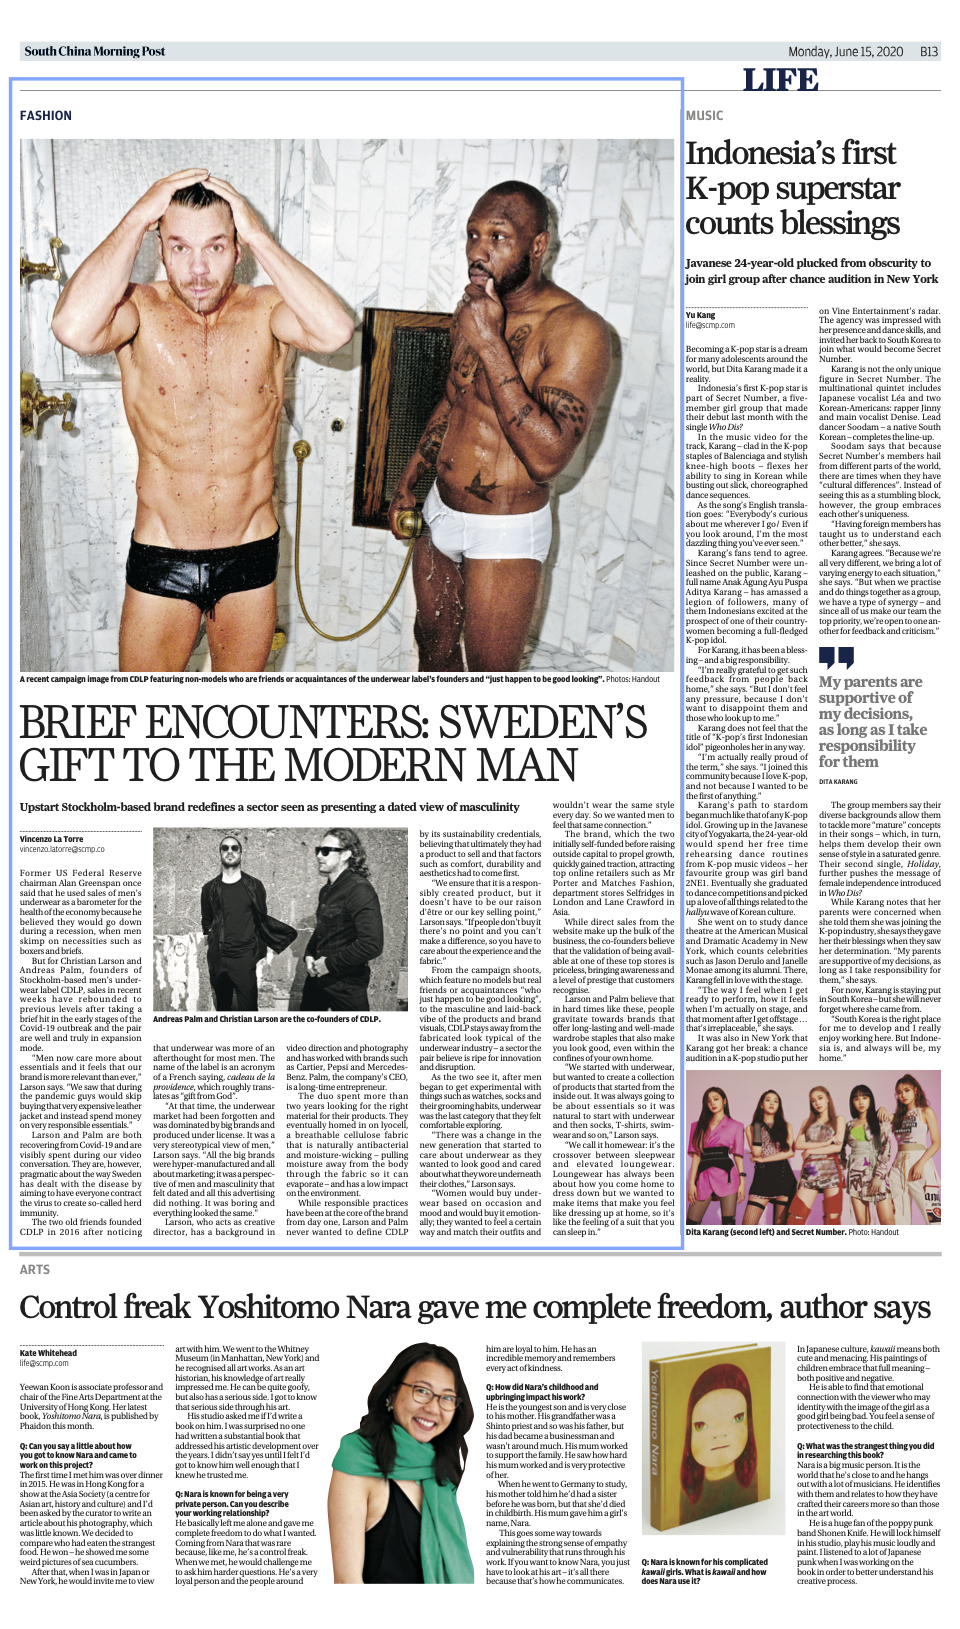 South China Morning Post
Monday, June 15, 2020 B13
LIFE
FASHION
A recent campaign image from CDLP featuring non-models who are friends or acquaintances of the underwear label's founders and "just happen to be good looking". Photos: Handout
BRIEF ENCOUNTERS: SWEDEN'S
GIFT TO THE MODERN MAN
Upstart Stockholm-based brand redefines a sector seen as presenting a dated view of masculinity
Vincenzo La Torre
vincenzo.latorre@scmp.co
Former US Federal Reserve
chairman Alan Greenspan once
said that he used sales of men's
underwear as a barometer for the
health of the economy because he
believed they would go down
during a recession, when men
skimp on necessities such as
boxers and briefs.
But for Christian Larson and
Andreas Palm, founders of
Stockholm-based men's under-
wear label CDLP, sales in recent
weeks have rebounded to
previous levels after taking a
brief hit in the early stages of the
Covid-19 outbreak and the pair
are well and truly in expansion
mode.
"Men now care more about
essentials and it feels that our
brand is more relevant than ever,"
Larson says. "We saw that during
the pandemic guys would skip
buying that very expensive leather
jacket and instead spend money
on very responsible essentials."
Larson and Palm are both
recovering from Covid-19 and are
visibly spent during our video
conversation. They are, however,
pragmatic about the way Sweden
has dealt with the disease by
aiming to have everyone contract
the virus to create so-called herd
immunity.
The two old friends founded
CDLP in 2016 after noticing
Andreas Palm and Christian Larson are the co-founders of CDLP.
that underwear was more of an
afterthought for most men. The
name of the label is an acronym
of a French saying, cadeau de la
providence, which roughly trans-
lates as "gift from God".
"At that time, the underwear
market had been forgotten and
was dominated by big brands and
produced under license. It was a
very stereotypical view of men,"
Larson says. "All the big brands
were hyper-manufactured and all
about marketing; it was a perspec-
tive of men and masculinity that
felt dated and all this advertising
did nothing. It was boring and
everything looked the same."
Larson, who acts as creative
director, has a background in
video direction and photography
and has worked with brands such
as Cartier, Pepsi and Mercedes-
Benz. Palm, the company's CEO,
is a long-time entrepreneur.
The duo spent more than
two years looking for the right
material for their products. They
eventually homed in on lyocell,
a breathable cellulose fabric
that is naturally antibacterial
and moisture-wicking – pulling
moisture away from the body
through the fabric so it can
evaporate – and has a low impact
on the environment.
While responsible practices
have been at the core of the brand
from day one, Larson and Palm
never wanted to define CDLP
by its sustainability credentials,
believing that ultimately they had
a product to sell and that factors
such as comfort, durability and
aesthetics had to come first.
"We ensure that it is a respon-
sibly created product, but it
doesn't have to be our raison
d'être or our key selling point,"
Larson says. "If people don't buy it
there's no point and you can't
make a difference, so you have to
care about the experience and the
fabric."
From the campaign shoots,
which feature no models but real
friends or acquaintances "who
just happen to be good looking",
to the masculine and laid-back
vibe of the products and brand
visuals, CDLP stays away from the
fabricated look typical of the
underwear industry – a sector the
pair believe is ripe for innovation
and disruption.
As the two see it, after men
began to get experimental with
things such as watches, socks and
their grooming habits, underwear
was the last category that they felt
comfortable exploring.
"There was a change in the
new generation that started to
care about underwear as they
wanted to look good and cared
about what they wore underneath
their clothes," Larson says.
"Women would buy under-
wear based on occasion and
mood and would buy it emotion-
ally; they wanted to feel a certain
way and match their outfits and
wouldn't wear the same style
every day. So we wanted men to
feel that same connection."
The brand, which the two
initially self-funded before raising
outside capital to propel growth,
quickly gained traction, attracting
top online retailers such as Mr
Porter and Matches Fashion,
department stores Selfridges in
London and Lane Crawford in
Asia.
While direct sales from the
website make up the bulk of the
business, the co-founders believe
that the validation of being avail-
able at one of these top stores is
priceless, bringing awareness and
a level of prestige that customers
recognise.
Larson and Palm believe that
in hard times like these, people
gravitate towards brands that
offer long-lasting and well-made
wardrobe staples that also make
you look good, even within the
confines of your own home.
"We started with underwear,
but wanted to create a collection
of products that started from the
inside out. It was always going to
be about essentials so it was
natural to start with underwear
and then socks, T-shirts, swim-
wear and so on," Larson says.
"We call it homewear: it's the
crossover between sleepwear
and elevated loungewear.
Loungewear has always been
about how you come home to
dress down but we wanted to
make items that make you feel
like dressing up at home, so it's
like the feeling of a suit that you
can sleep in."
MUSIC
Indonesia's first
K-pop superstar
counts blessings
Javanese 24-year-old plucked from obscurity to
join girl group after chance audition in New York
Yu Kang
life@scmp.com
Becoming a K-pop star is a dream
for many adolescents around the
world, but Dita Karang made it a
reality.
Indonesia's first K-pop star is
part of Secret Number, a five-
member girl group that made
their debut last month with the
single Who Dis?
In the music video for the
track, Karang – clad in the K-pop
staples of Balenciaga and stylish
knee-high boots – flexes her
ability to sing in Korean while
busting out slick, choreographed
dance sequences.
As the song's English transla-
tion goes: "Everybody's curious
about me wherever I go/ Even if
you look around, I'm the most
dazzling thing you've ever seen."
Karang's fans tend to agree.
Since Secret Number were un-
leashed on the public, Karang –
full name Anak Agung Ayu Puspa
Aditya Karang – has amassed a
legion of followers, many of
them Indonesians excited at the
prospect of one of their country-
women becoming a full-fledged
K-pop idol.
For Karang, it has been a bless-
ing – and a big responsibility.
"I'm really grateful to get such
feedback from people back
home," she says. "But I don't feel
any pressure, because I don't
want to disappoint them and
those who look up to me."
Karang does not feel that the
title of "K-pop's first Indonesian
idol" pigeonholes her in any way.
"I'm actually really proud of
the term," she says. "I joined this
community because I love K-pop,
and not because I wanted to be
the first of anything."
Karang's path to stardom
began much like that of any K-pop
idol. Growing up in the Javanese
city of Yogyakarta, the 24-year-old
would spend her free time
rehearsing dance routines
from K-pop music videos – her
favourite group was girl band
2NE1. Eventually she graduated
to dance competitions and picked
up a love of all things related to the
hallyu wave of Korean culture.
She went on to study dance
theatre at the American Musical
and Dramatic Academy in New
York, which counts celebrities
such as Jason Derulo and Janelle
Monae among its alumni. There,
Karang fell in love with the stage.
"The way I feel when I get
ready to perform, how it feels
when I'm actually on stage, and
that moment after I get offstage …
that's irreplaceable," she says.
It was also in New York that
Karang got her break: a chance
audition in a K-pop studio put her
on Vine Entertainment's radar.
The agency was impressed with
her presence and dance skills, and
invited her back to South Korea to
join what would become Secret
Number.
Karang is not the only unique
figure in Secret Number. The
multinational quintet includes
Japanese vocalist Léa and two
Korean-Americans: rapper Jinny
and main vocalist Denise. Lead
dancer Soodam – a native South
Korean – completes the line-up.
Soodam says that because
Secret Number's members hail
from different parts of the world,
there are times when they have
"cultural differences". Instead of
seeing this as a stumbling block,
however, the group embraces
each other's uniqueness.
"Having foreign members has
taught us to understand each
other better," she says.
Karang agrees. "Because we're
all very different, we bring a lot of
varying energy to each situation,"
she says. "But when we practise
and do things together as a group,
we have a type of synergy – and
since all of us make our team the
top priority, we're open to one an-
other for feedback and criticism."
My parents are
supportive of
my decisions,
as long as I take
responsibility
for them
DITA KARANG
The group members say their
diverse backgrounds allow them
to tackle more "mature" concepts
in their songs – which, in turn,
helps them develop their own
sense of style in a saturated genre.
Their second single, Holiday,
further pushes the message of
female independence introduced
in Who Dis?
While Karang notes that her
parents were concerned when
she told them she was joining the
K-pop industry, she says they gave
her their blessings when they saw
her determination. "My parents
are supportive of my decisions, as
long as I take responsibility for
them," she says.
For now, Karang is staying put
in South Korea – but she will never
forget where she came from.
"South Korea is the right place
for me to develop and I really
enjoy working here. But Indone-
sia is, and always will be, my
home."
Dita Karang (second left) and Secret Number. Photo: Handout
ARTS
Control freak Yoshitomo Nara gave me complete freedom, author says
Kate Whitehead
life@scmp.com
Yeewan Koon is associate professor and
chair of the Fine Arts Department at the
University of Hong Kong. Her latest
book, Yoshitomo Nara, is published by
Phaidon this month.
Q: Can you say a little about how
you got to know Nara and came to
work on this project?
The first time I met him was over dinner
in 2015. He was in Hong Kong for a
show at the Asia Society (a centre for
Asian art, history and culture) and I'd
been asked by the curator to write an
article about his photography, which
was little known. We decided to
compare who had eaten the strangest
food. He won – he showed me some
weird pictures of sea cucumbers.
After that, when I was in Japan or
New York, he would invite me to view
art with him. We went to the Whitney
Museum (in Manhattan, New York) and
he recognised all art works. As an art
historian, his knowledge of art really
impressed me. He can be quite goofy,
but also has a serious side. I got to know
that serious side through his art.
His studio asked me if I'd write a
book on him. I was surprised no one
had written a substantial book that
addressed his artistic development over
the years. I didn't say yes until I felt I'd
got to know him well enough that I
knew he trusted me.
Q: Nara is known for being a very
private person. Can you describe
your working relationship?
He basically left me alone and gave me
complete freedom to do what I wanted.
Coming from Nara that was rare
because, like me, he's a control freak.
When we met, he would challenge me
to ask him harder questions. He's a very
loyal person and the people around
him are loyal to him. He has an
incredible memory and remembers
every act of kindness.
Q: How did Nara's childhood and
upbringing impact his work?
He is the youngest son and is very close
to his mother. His grandfather was a
Shinto priest and so was his father, but
his dad became a businessman and
wasn't around much. His mum worked
to support the family. He saw how hard
his mum worked and is very protective
of her.
When he went to Germany to study,
his mother told him he'd had a sister
before he was born, but that she'd died
in childbirth. His mum gave him a girl's
name, Nara.
This goes some way towards
explaining the strong sense of empathy
and vulnerability that runs through his
work. If you want to know Nara, you just
have to look at his art – it's all there
because that's how he communicates.
Yoshitomo Nara
Q: Nara is known for his complicated
kawaii girls. What is kawaii and how
does Nara use it?
In Japanese culture, kawaii means both
cute and menacing. His paintings of
children embrace that full meaning –
both positive and negative.
He is able to find that emotional
connection with the viewer who may
identity with the image of the girl as a
good girl being bad. You feel a sense of
protectiveness to the child.
Q: What was the strangest thing you did
in researching this book?
Nara is a big music person. It is the
world that he's close to and he hangs
out with a lot of musicians. He identifies
with them and relates to how they have
crafted their careers more so than those
in the art world.
He is a huge fan of the poppy punk
band Shonen Knife. He will lock himself
in his studio, play his music loudly and
paint. I listened to a lot of Japanese
punk when I was working on the
book in order to better understand his
creative process.